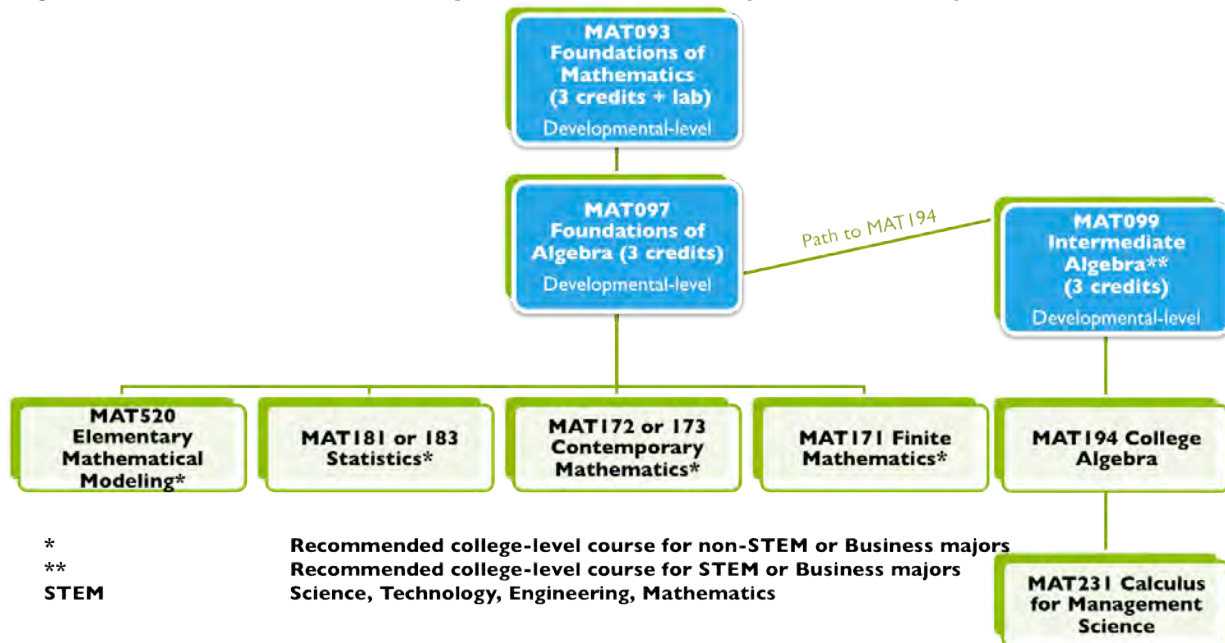 MAT093
Foundations of
Mathematics
(3 credits + lab)
Developmental-level
MAT097
Foundations of
Algebra (3 credits)
Developmental-level
Path to MAT194
MAT099
Intermediate
Algebra**
(3 credits)
Developmental-level
MAT520
Elementary
Mathematical
Modeling*
MAT181 or 183
Statistics*
MAT172 or 173
Contemporary
Mathematics*
MAT171 Finite
Mathematics*
MAT194 College
Algebra
* Recommended college-level course for non-STEM or Business majors
** Recommended college-level course for STEM or Business majors
STEM Science, Technology, Engineering, Mathematics
MAT231 Calculus
for Management
Science